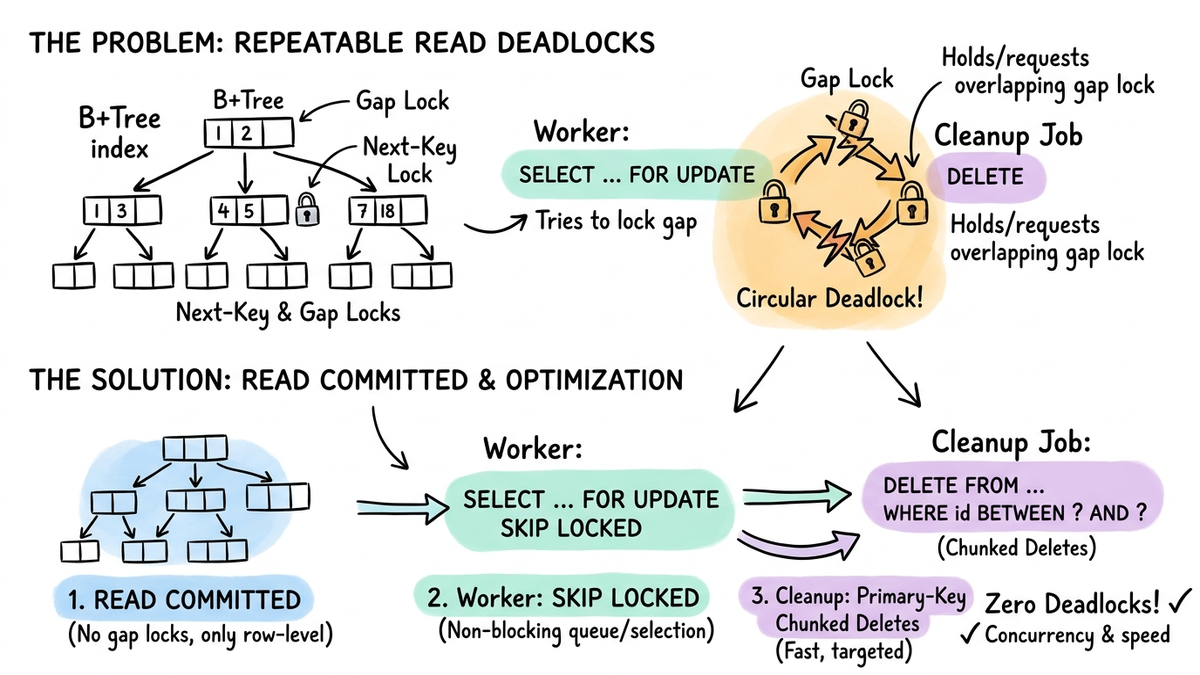 THE PROBLEM: REPEATABLE READ DEADLOCKS
B+Tree
index
B+Tree
Gap Lock
1 2
Next-Key
Lock
1 3
4 5
7 18
Next-Key & Gap Locks
Worker:
SELECT ... FOR UPDATE
Tries to lock gap
Gap Lock
Holds/requests
overlapping gap lock
Cleanup Job
DELETE
Holds/requests
overlapping gap lock
Circular Deadlock!
THE SOLUTION: READ COMMITTED & OPTIMIZATION
1. READ COMMITTED
(No gap locks, only row-level)
Worker:
SELECT ... FOR UPDATE
SKIP LOCKED
2. Worker: SKIP LOCKED
(Non-blocking queue/selection)
Cleanup Job:
DELETE FROM ...
WHERE id BETWEEN ? AND ?
(Chunked Deletes)
3. Cleanup: Primary-Key
Chunked Deletes
(Fast, targeted)
Zero Deadlocks! ✓
✓ Concurrency & speed